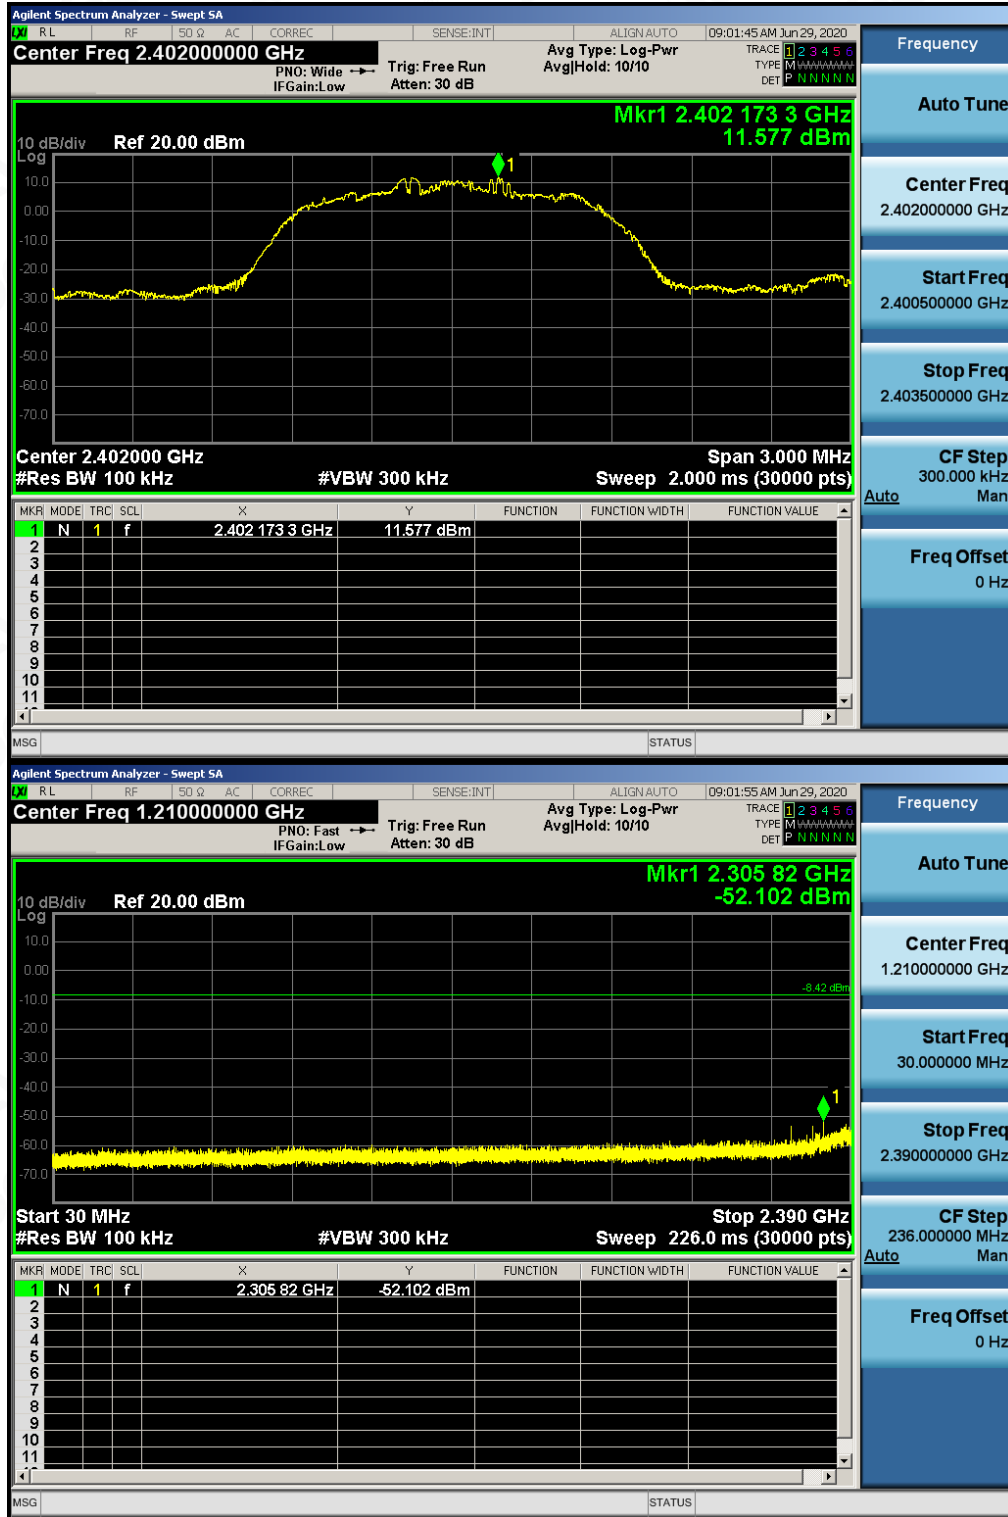 Agilent Spectrum Analyzer - Swept SA
LXI RL RF 50 Ω AC CORREC SENSE:INT ALIGN AUTO 09:01:45 AM Jun 29, 2020
Center Freq 2.402000000 GHz
PNO: Wide
IFGain:Low
Trig: Free Run
Atten: 30 dB
Avg Type: Log-Pwr
Avg|Hold: 10/10
TRACE 1 2 3 4 5 6
TYPE M WWWWW
DET P N N N N N
Frequency
Mkr1 2.402 173 3 GHz
11.577 dBm
10 dB/div Ref 20.00 dBm
Log
1
10.0
0.00
-10.0
-20.0
-30.0
-40.0
-50.0
-60.0
-70.0
Center 2.402000 GHz Span 3.000 MHz
#Res BW 100 kHz #VBW 300 kHz Sweep 2.000 ms (30000 pts)
Auto Tune
Center Freq
2.402000000 GHz
Start Freq
2.400500000 GHz
Stop Freq
2.403500000 GHz
CF Step
300.000 kHz
Auto Man
Freq Offset
0 Hz
MKR MODE TRC SCL X Y FUNCTION FUNCTION WIDTH FUNCTION VALUE
1 N 1 f 2.402 173 3 GHz 11.577 dBm
2
3
4
5
6
7
8
9
10
11
MSG STATUS
Agilent Spectrum Analyzer - Swept SA
LXI RL RF 50 Ω AC CORREC SENSE:INT ALIGN AUTO 09:01:55 AM Jun 29, 2020
Center Freq 1.210000000 GHz
PNO: Fast
IFGain:Low
Trig: Free Run
Atten: 30 dB
Avg Type: Log-Pwr
Avg|Hold: 10/10
TRACE 1 2 3 4 5 6
TYPE M WWWWW
DET P N N N N N
Frequency
Mkr1 2.305 82 GHz
-52.102 dBm
10 dB/div Ref 20.00 dBm
Log
10.0
0.00
-8.42 dBm
-10.0
-20.0
-30.0
-40.0
1
-50.0
-60.0
-70.0
Start 30 MHz Stop 2.390 GHz
#Res BW 100 kHz #VBW 300 kHz Sweep 226.0 ms (30000 pts)
Auto Tune
Center Freq
1.210000000 GHz
Start Freq
30.000000 MHz
Stop Freq
2.390000000 GHz
CF Step
236.000000 MHz
Auto Man
Freq Offset
0 Hz
MKR MODE TRC SCL X Y FUNCTION FUNCTION WIDTH FUNCTION VALUE
1 N 1 f 2.305 82 GHz -52.102 dBm
2
3
4
5
6
7
8
9
10
11
MSG STATUS